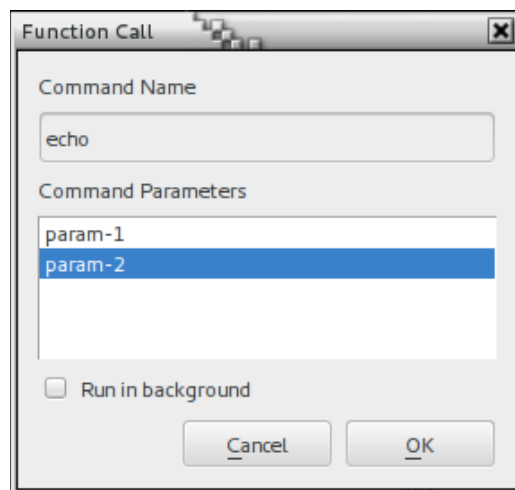 Function Call
Command Name
echo
Command Parameters
param-1
param-2
Run in background
Cancel
OK